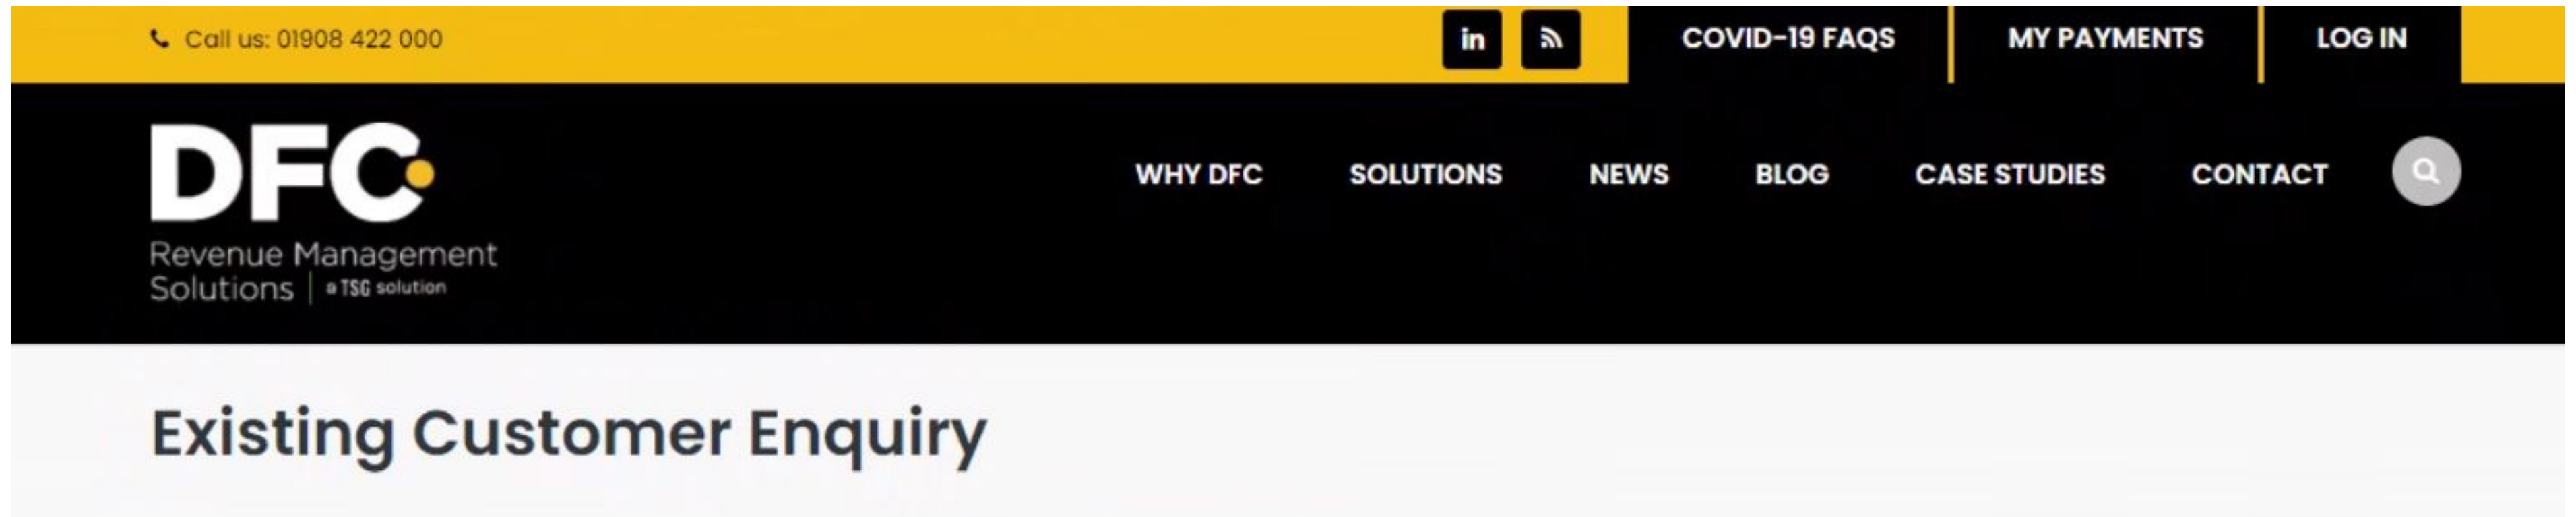 Call us: 01908 422 000
in
COVID-19 FAQS
MY PAYMENTS
LOG IN
DFC
Revenue Management
Solutions | a TSG solution
WHY DFC
SOLUTIONS
NEWS
BLOG
CASE STUDIES
CONTACT
Existing Customer Enquiry